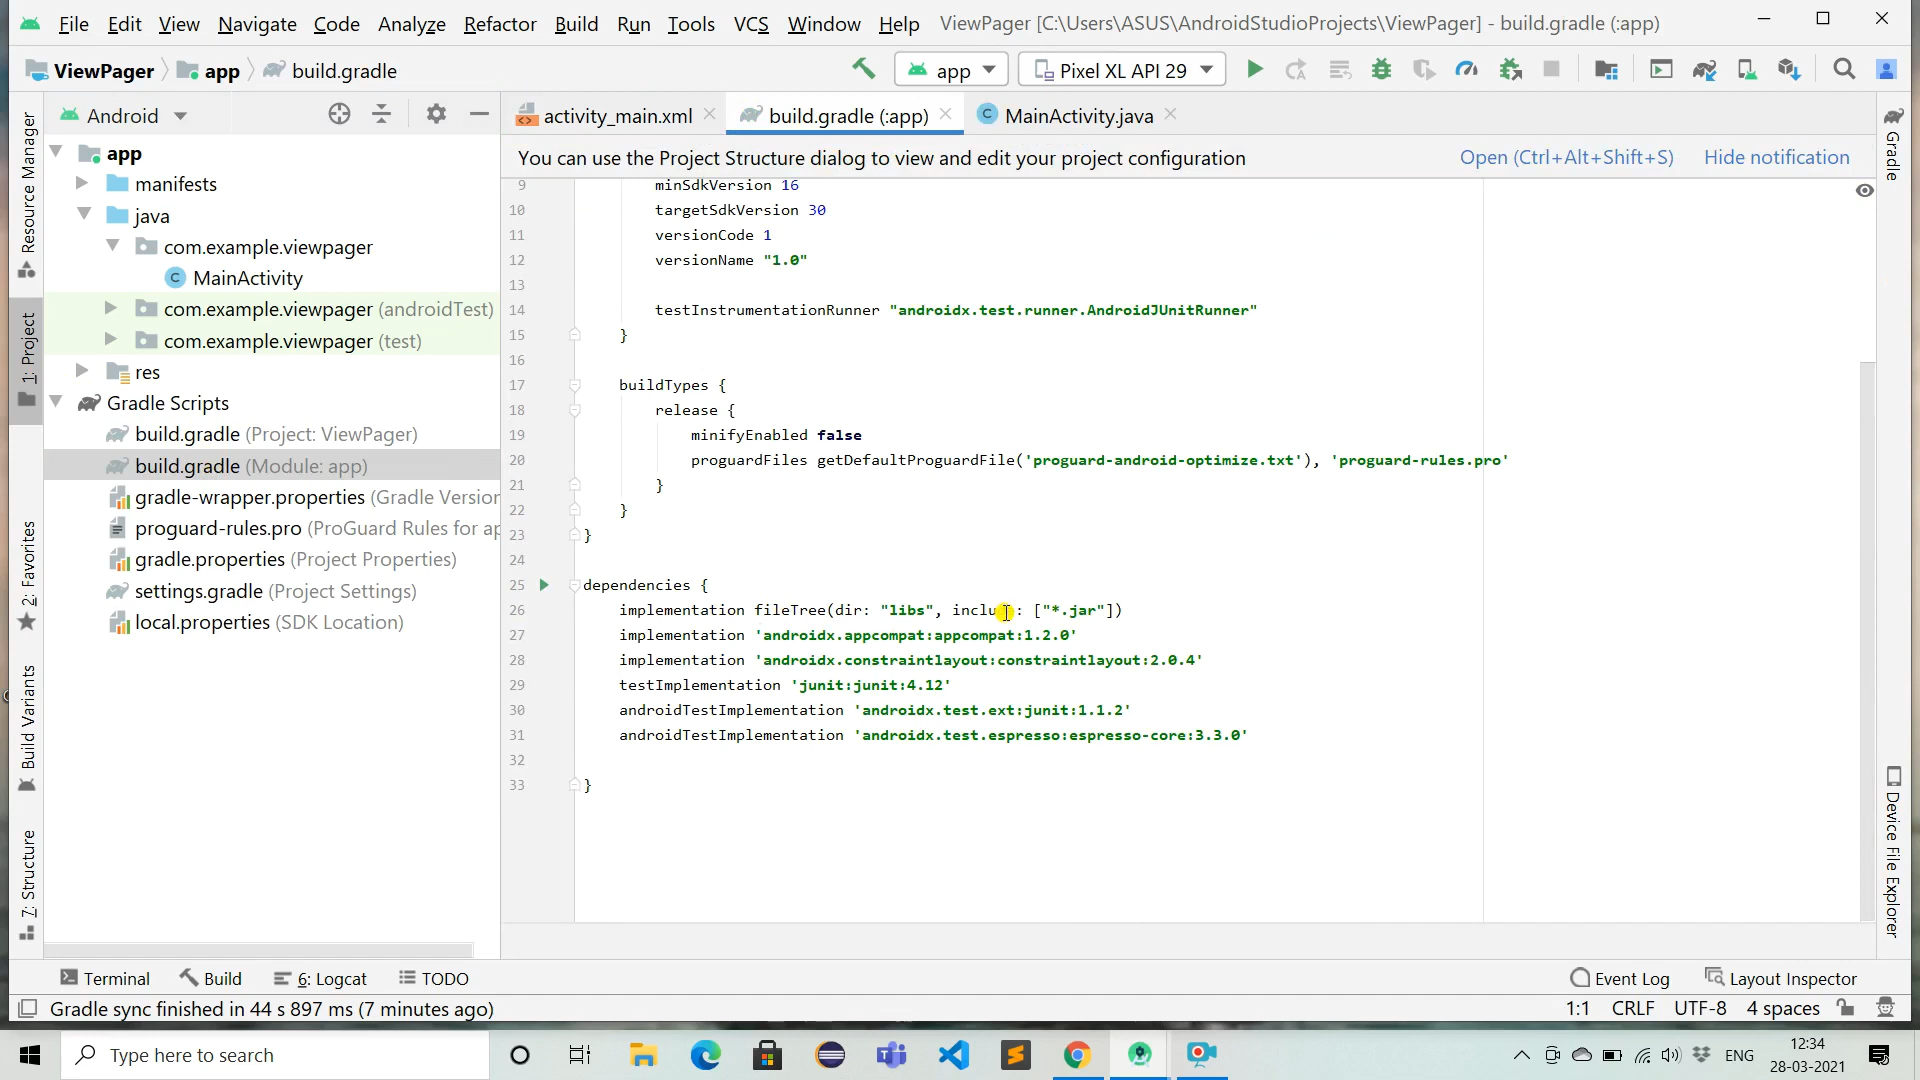 File Edit View Navigate Code Analyze Refactor Build Run Tools VCS Window Help ViewPager [C:\Users\ASUS\AndroidStudioProjects\ViewPager] - build.gradle (:app)
ViewPager app build.gradle app Pixel XL API 29
Android activity_main.xml build.gradle (:app) MainActivity.java
You can use the Project Structure dialog to view and edit your project configuration Open (Ctrl+Alt+Shift+S) Hide notification
app
manifests
java
com.example.viewpager
MainActivity
com.example.viewpager (androidTest)
com.example.viewpager (test)
res
Gradle Scripts
build.gradle (Project: ViewPager)
build.gradle (Module: app)
gradle-wrapper.properties (Gradle Version
proguard-rules.pro (ProGuard Rules for ap
gradle.properties (Project Properties)
settings.gradle (Project Settings)
local.properties (SDK Location)
Resource Manager
1: Project
2: Favorites
Build Variants
7: Structure
9 minSdkVersion 16
10 targetSdkVersion 30
11 versionCode 1
12 versionName "1.0"
13
14 testInstrumentationRunner "androidx.test.runner.AndroidJUnitRunner"
15 }
16
17 buildTypes {
18 release {
19 minifyEnabled false
20 proguardFiles getDefaultProguardFile('proguard-android-optimize.txt'), 'proguard-rules.pro'
21 }
22 }
23 }
24
25 dependencies {
26 implementation fileTree(dir: "libs", include: ["*.jar"])
27 implementation 'androidx.appcompat:appcompat:1.2.0'
28 implementation 'androidx.constraintlayout:constraintlayout:2.0.4'
29 testImplementation 'junit:junit:4.12'
30 androidTestImplementation 'androidx.test.ext:junit:1.1.2'
31 androidTestImplementation 'androidx.test.espresso:espresso-core:3.3.0'
32
33 }
Gradle
Device File Explorer
Terminal Build 6: Logcat TODO Event Log Layout Inspector
Gradle sync finished in 44 s 897 ms (7 minutes ago) 1:1 CRLF UTF-8 4 spaces
Type here to search ENG 12:34
28-03-2021